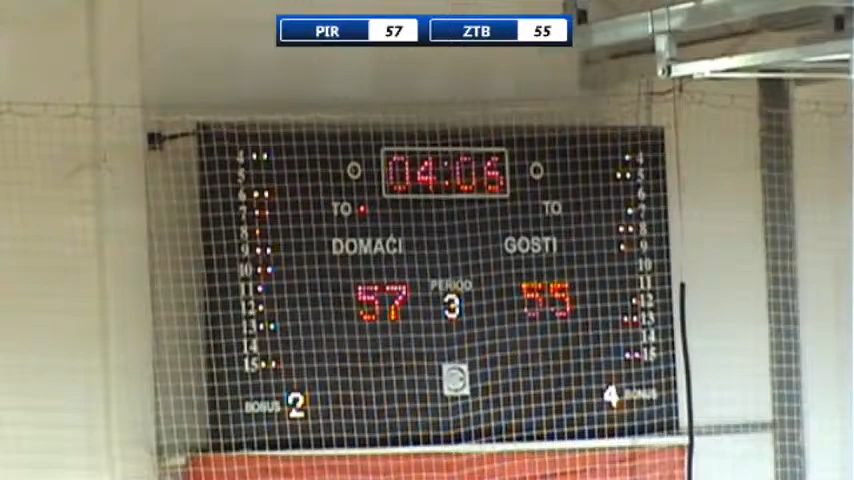 PIR 57 ZTB 55
4 04:06 4
5 5
6 6
7 TO TO 7
8 8
9 DOMAĆI GOSTI 9
10 10
11 PERIOD 11
12 57 3 55 12
13 13
14 14
15 15
BONUS 2 4 BONUS